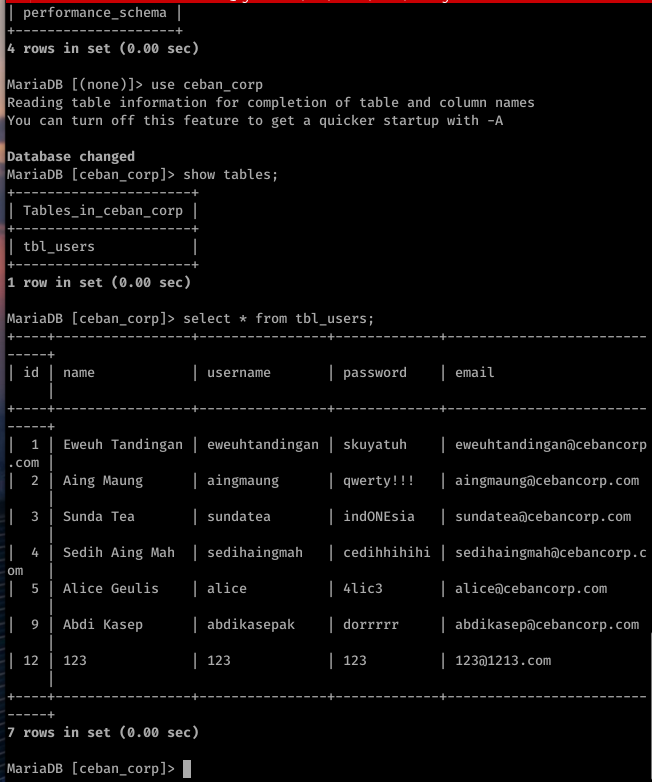 | performance_schema |
+--------------------+
4 rows in set (0.00 sec)
MariaDB [(none)]> use ceban_corp
Reading table information for completion of table and column names
You can turn off this feature to get a quicker startup with -A
Database changed
MariaDB [ceban_corp]> show tables;
+----------------------+
| Tables_in_ceban_corp |
+----------------------+
| tbl_users            |
+----------------------+
1 row in set (0.00 sec)
MariaDB [ceban_corp]> select * from tbl_users;
+----+-----------------+----------------+-------------+-------------------------
-----+
| id | name            | username       | password    | email
     |
+----+-----------------+----------------+-------------+-------------------------
-----+
|  1 | Eweuh Tandingan | eweuhtandingan | skuyatuh    | eweuhtandingan@cebancorp
.com |
|  2 | Aing Maung      | aingmaung      | qwerty!!!   | aingmaung@cebancorp.com
     |
|  3 | Sunda Tea       | sundatea       | indONEsia   | sundatea@cebancorp.com
     |
|  4 | Sedih Aing Mah  | sedihaingmah   | cedihhihihi | sedihaingmah@cebancorp.c
om   |
|  5 | Alice Geulis    | alice          | 4lic3       | alice@cebancorp.com
     |
|  9 | Abdi Kasep      | abdikasepak    | dorrrrr     | abdikasep@cebancorp.com
     |
| 12 | 123             | 123            | 123         | 123@1213.com
     |
+----+-----------------+----------------+-------------+-------------------------
-----+
7 rows in set (0.00 sec)
MariaDB [ceban_corp]>